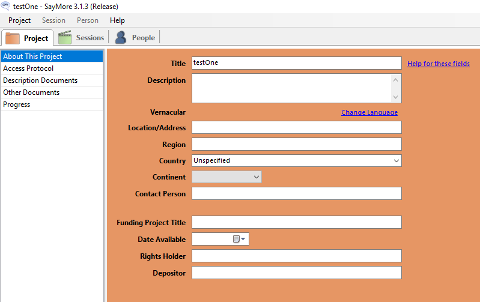 testOne - SayMore 3.1.3 (Release)
Project Session Person Help
Project Sessions People
About This Project
Access Protocol
Description Documents
Other Documents
Progress
Title testOne Help for these fields
Description
Vernacular Change Language
Location/Address
Region
Country Unspecified
Continent
Contact Person
Funding Project Title
Date Available
Rights Holder
Depositor